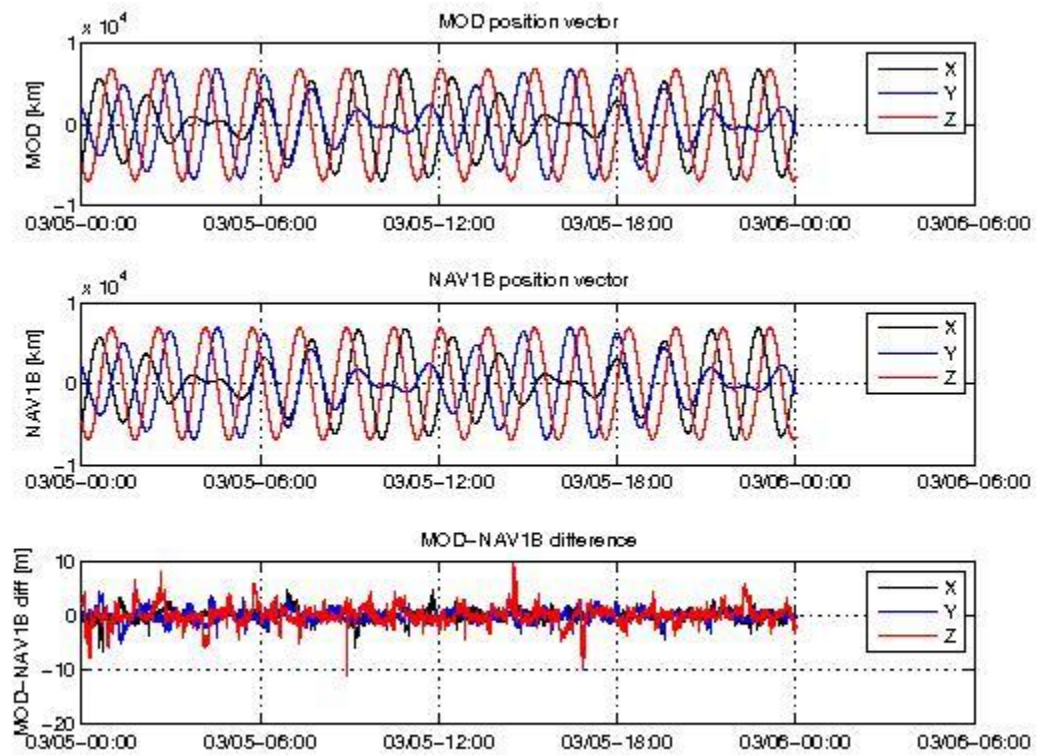 MOD position vector
x 10^4
1
0
-1
MOD [km]
X
Y
Z
03/05-00:00 03/05-06:00 03/05-12:00 03/05-18:00 03/06-00:00 03/06-06:00
NAV1B position vector
x 10^4
1
0
-1
NAV1B [km]
X
Y
Z
03/05-00:00 03/05-06:00 03/05-12:00 03/05-18:00 03/06-00:00 03/06-06:00
MOD-NAV1B difference
10
0
-10
-20
MOD-NAV1B diff [m]
X
Y
Z
03/05-00:00 03/05-06:00 03/05-12:00 03/05-18:00 03/06-00:00 03/06-06:00